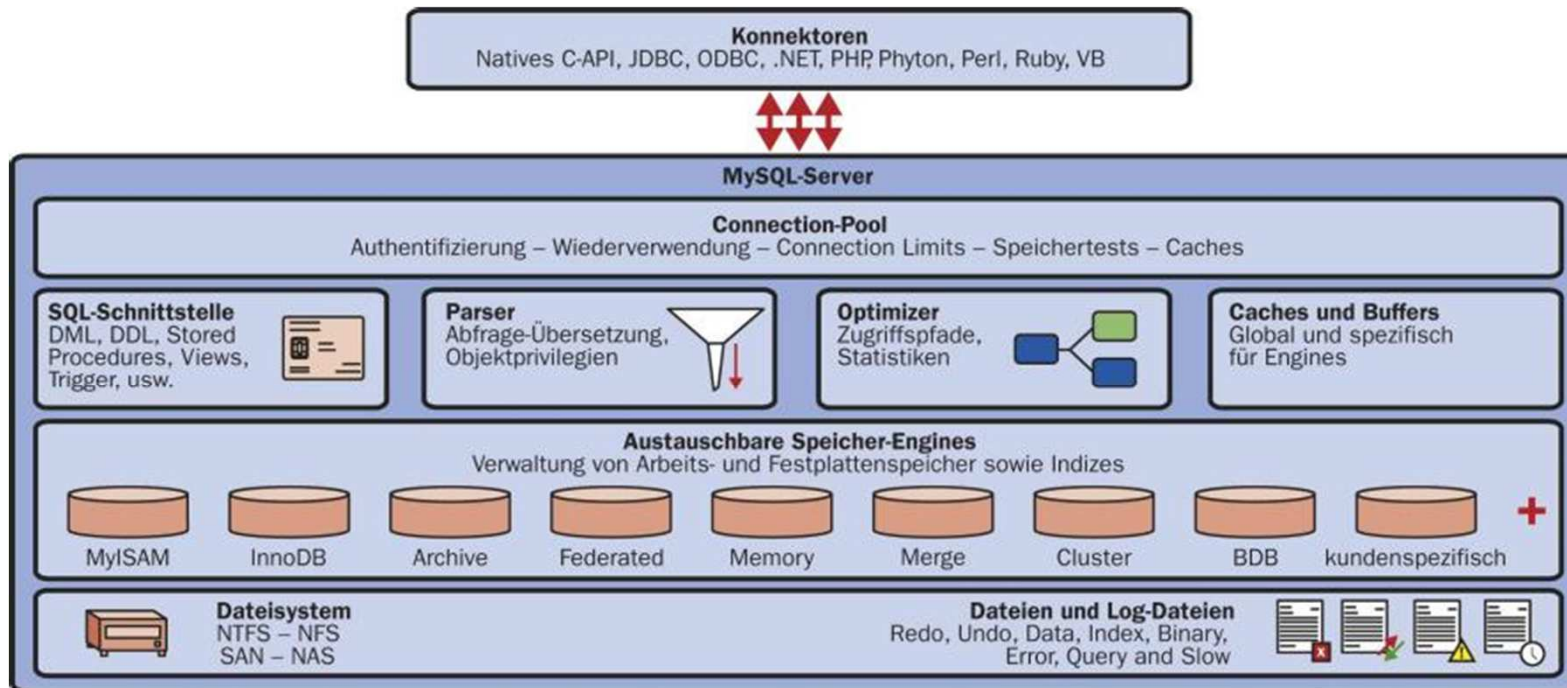 Konnektoren
Natives C-API, JDBC, ODBC, .NET, PHP, Phyton, Perl, Ruby, VB
MySQL-Server
Connection-Pool
Authentifizierung – Wiederverwendung – Connection Limits – Speichertests – Caches
SQL-Schnittstelle
DML, DDL, Stored
Procedures, Views,
Trigger, usw.
Parser
Abfrage-Übersetzung,
Objektprivilegien
Optimizer
Zugriffspfade,
Statistiken
Caches und Buffers
Global und spezifisch
für Engines
Austauschbare Speicher-Engines
Verwaltung von Arbeits- und Festplattenspeicher sowie Indizes
MyISAM
InnoDB
Archive
Federated
Memory
Merge
Cluster
BDB
kundenspezifisch
+
Dateisystem
NTFS – NFS
SAN – NAS
Dateien und Log-Dateien
Redo, Undo, Data, Index, Binary,
Error, Query and Slow